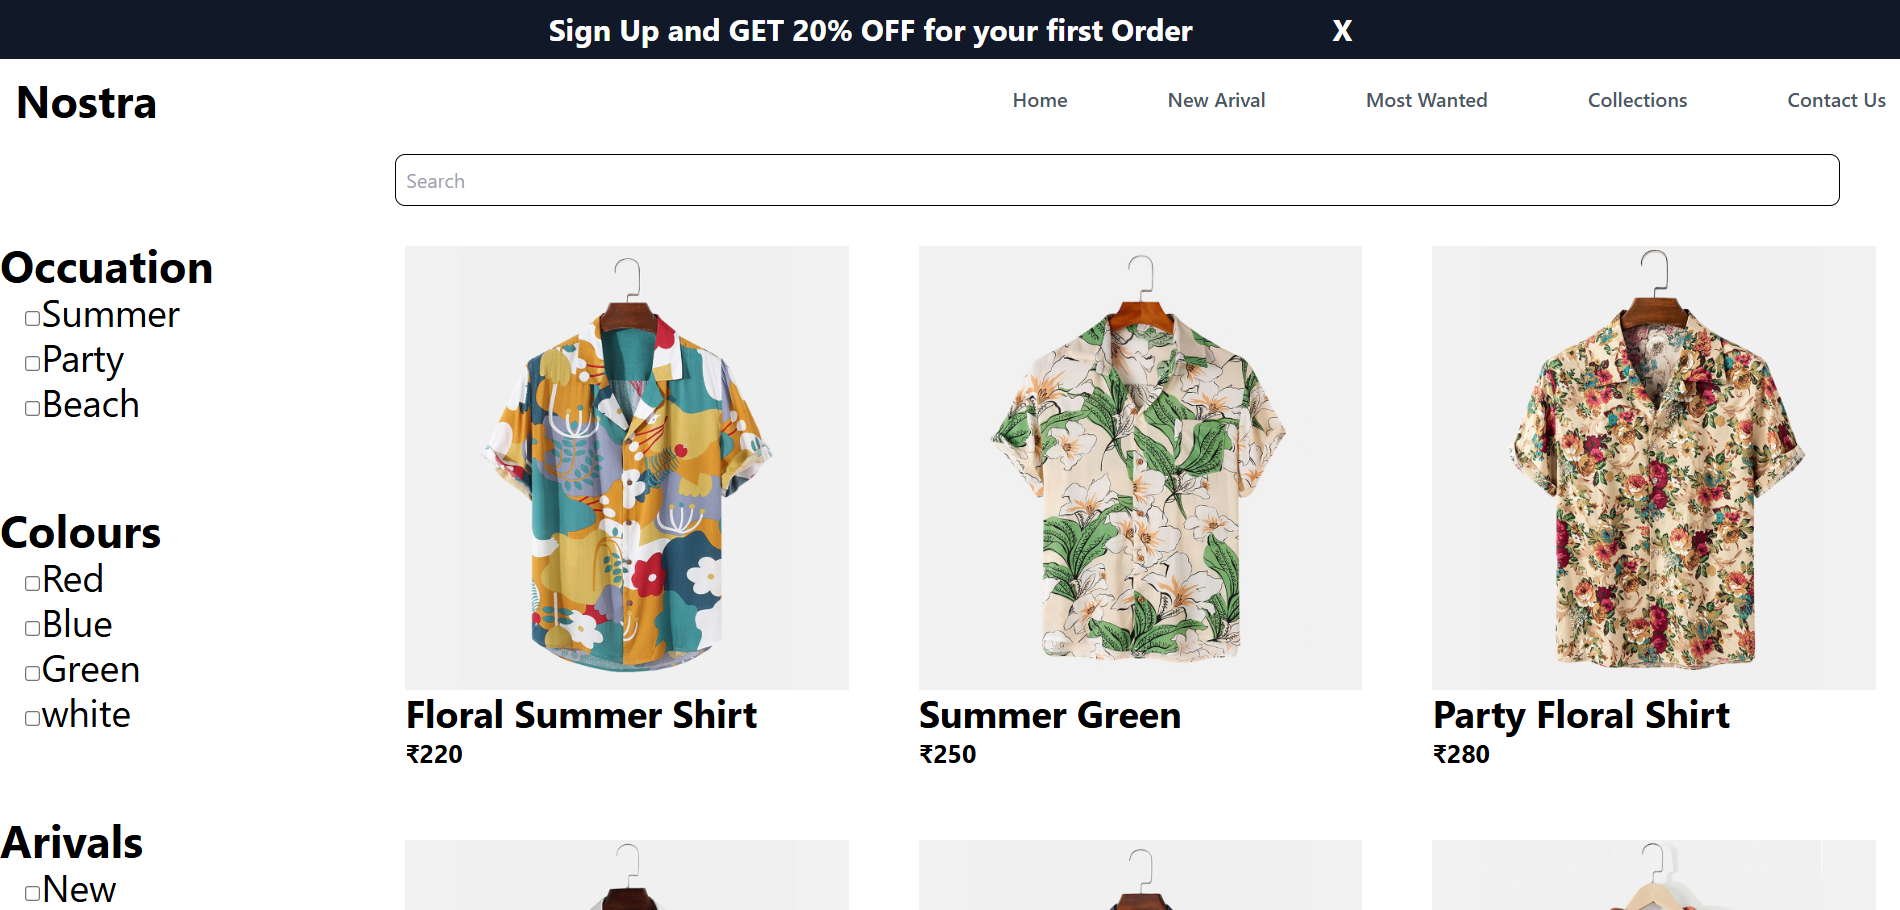 Sign Up and GET 20% OFF for your first Order X
Nostra
Home New Arival Most Wanted Collections Contact Us
Search
Occuation
Summer
Party
Beach
Colours
Red
Blue
Green
white
Arivals
New
Floral Summer Shirt
₹220
Summer Green
₹250
Party Floral Shirt
₹280